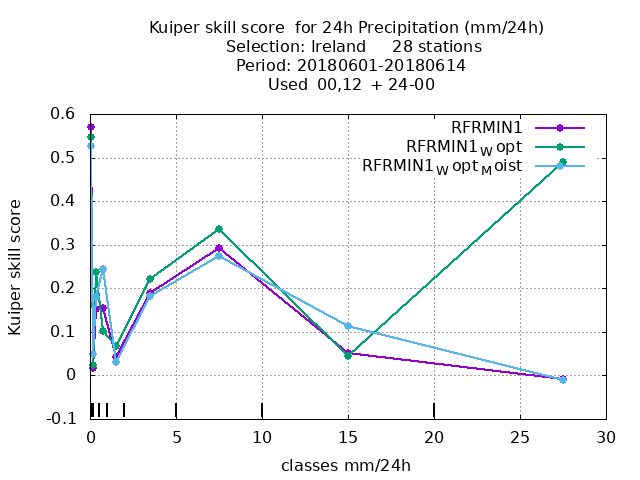 Kuiper skill score  for 24h Precipitation (mm/24h)
Selection: Ireland     28 stations
Period: 20180601-20180614
Used  00,12  + 24-00
RFRMIN1
RFRMIN1W opt
RFRMIN1W optM oist
Kuiper skill score
0.6
0.5
0.4
0.3
0.2
0.1
0
-0.1
0 5 10 15 20 25 30
classes mm/24h